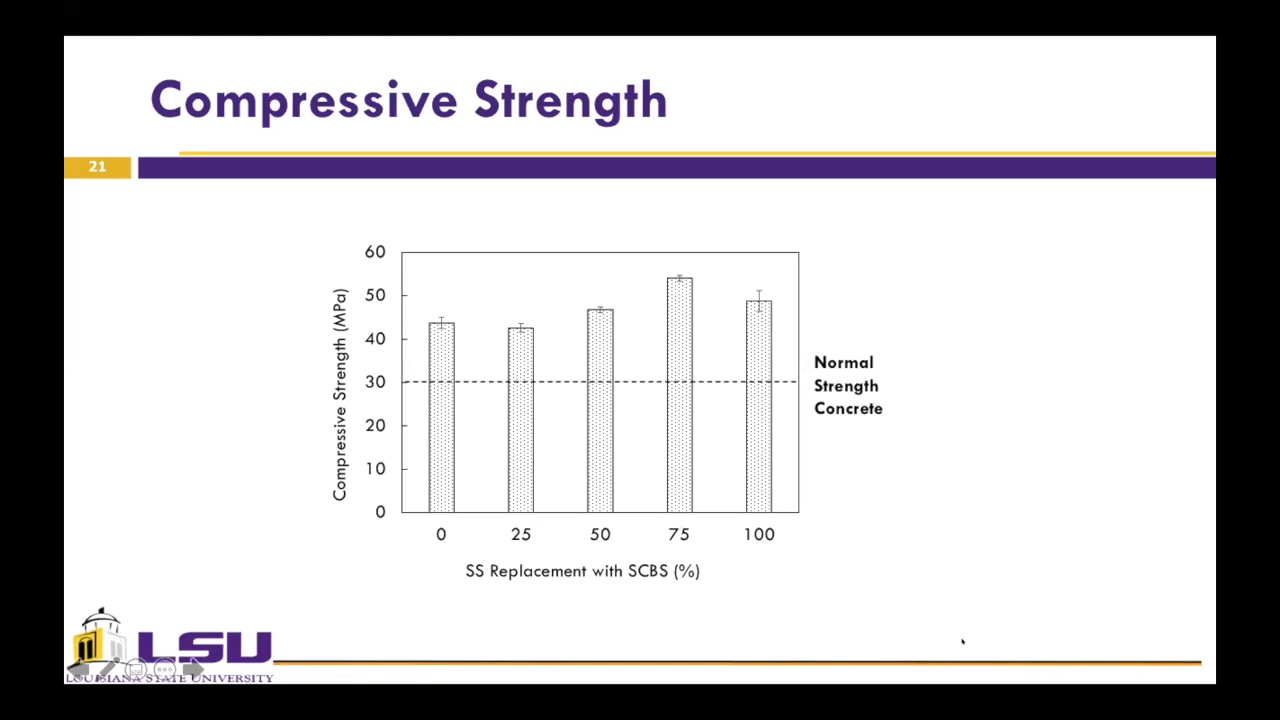 Compressive Strength
21
60
50
40
30
20
10
0
Compressive Strength (MPa)
Normal
Strength
Concrete
0 25 50 75 100
SS Replacement with SCBS (%)
LSU
LOUISIANA STATE UNIVERSITY